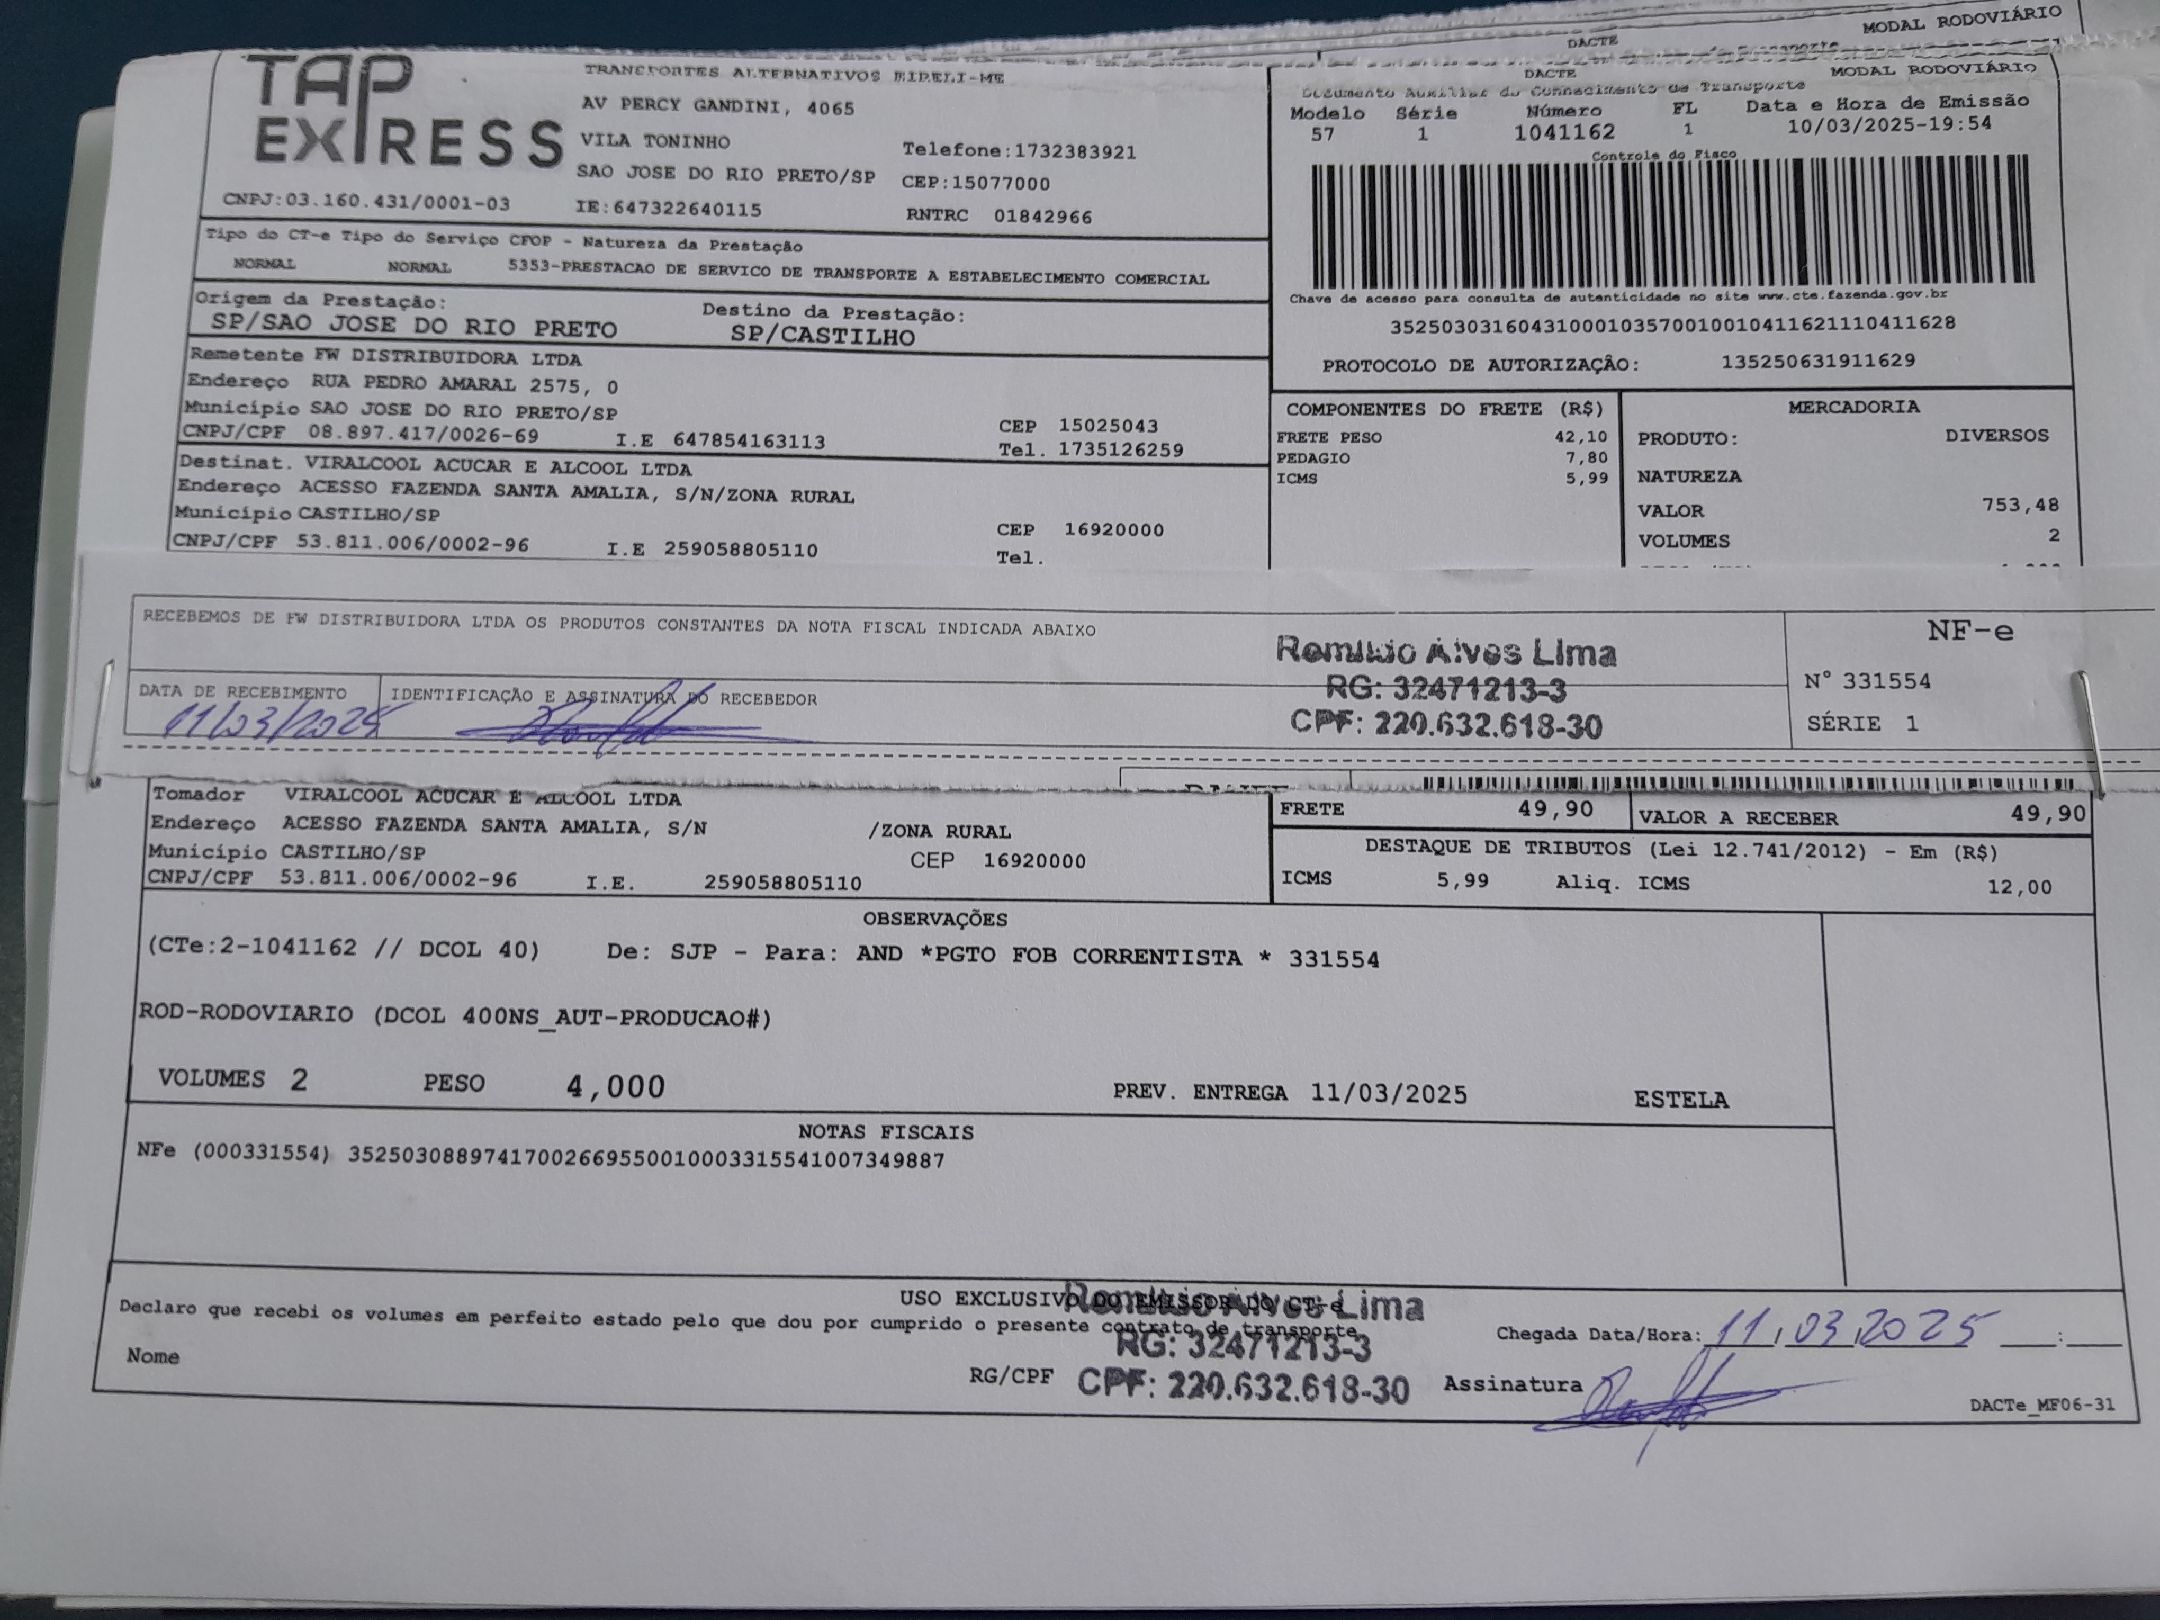 MODAL RODOVIÁRIO
DACTE
TAP EXPRESS
TRANSPORTES ALTERNATIVOS EIRELI-ME
AV PERCY GANDINI, 4065
VILA TONINHO
Telefone:1732383921
SAO JOSE DO RIO PRETO/SP CEP:15077000
CNPJ:03.160.431/0001-03 IE:647322640115 RNTRC 01842966
DACTE MODAL RODOVIÁRIO
Documento Auxiliar do Conhecimento de Transporte
Modelo Série Número FL Data e Hora de Emissão
57 1 1041162 1 10/03/2025-19:54
Controle do Fisco
Chave de acesso para consulta de autenticidade no site www.cte.fazenda.gov.br
35250303160431000103570010010411621110411628
PROTOCOLO DE AUTORIZAÇÃO: 135250631911629
Tipo do CT-e Tipo do Serviço CFOP - Natureza da Prestação
NORMAL NORMAL 5353-PRESTACAO DE SERVICO DE TRANSPORTE A ESTABELECIMENTO COMERCIAL
Origem da Prestação: Destino da Prestação:
SP/SAO JOSE DO RIO PRETO SP/CASTILHO
Remetente FW DISTRIBUIDORA LTDA
Endereço RUA PEDRO AMARAL 2575, 0
Município SAO JOSE DO RIO PRETO/SP CEP 15025043
CNPJ/CPF 08.897.417/0026-69 I.E 647854163113 Tel. 1735126259
Destinat. VIRALCOOL ACUCAR E ALCOOL LTDA
Endereço ACESSO FAZENDA SANTA AMALIA, S/N/ZONA RURAL
Município CASTILHO/SP CEP 16920000
CNPJ/CPF 53.811.006/0002-96 I.E 259058805110 Tel.
COMPONENTES DO FRETE (R$)
FRETE PESO 42,10
PEDAGIO 7,80
ICMS 5,99
MERCADORIA
PRODUTO: DIVERSOS
NATUREZA
VALOR 753,48
VOLUMES 2
RECEBEMOS DE FW DISTRIBUIDORA LTDA OS PRODUTOS CONSTANTES DA NOTA FISCAL INDICADA ABAIXO
DATA DE RECEBIMENTO IDENTIFICAÇÃO E ASSINATURA DO RECEBEDOR
11/03/2025
Romildo Alves Lima
RG: 32471213-3
CPF: 220.632.618-30
NF-e
N° 331554
SÉRIE 1
Tomador VIRALCOOL ACUCAR E ALCOOL LTDA
Endereço ACESSO FAZENDA SANTA AMALIA, S/N /ZONA RURAL
Município CASTILHO/SP CEP 16920000
CNPJ/CPF 53.811.006/0002-96 I.E. 259058805110
FRETE 49,90 VALOR A RECEBER 49,90
DESTAQUE DE TRIBUTOS (Lei 12.741/2012) - Em (R$)
ICMS 5,99 Aliq. ICMS 12,00
OBSERVAÇÕES
(CTe:2-1041162 // DCOL 40) De: SJP - Para: AND *PGTO FOB CORRENTISTA * 331554
ROD-RODOVIARIO (DCOL 400NS_AUT-PRODUCAO#)
VOLUMES 2 PESO 4,000 PREV. ENTREGA 11/03/2025 ESTELA
NOTAS FISCAIS
NFe (000331554) 35250308897417002669550010003315541007349887
USO EXCLUSIVO DO EMISSOR DO CT-e
Declaro que recebi os volumes em perfeito estado pelo que dou por cumprido o presente contrato de transporte
Romildo Alves Lima
RG: 32471213-3
CPF: 220.632.618-30
Nome RG/CPF
Chegada Data/Hora: 11/03/2025 __:__
Assinatura
DACTe_MF06-31